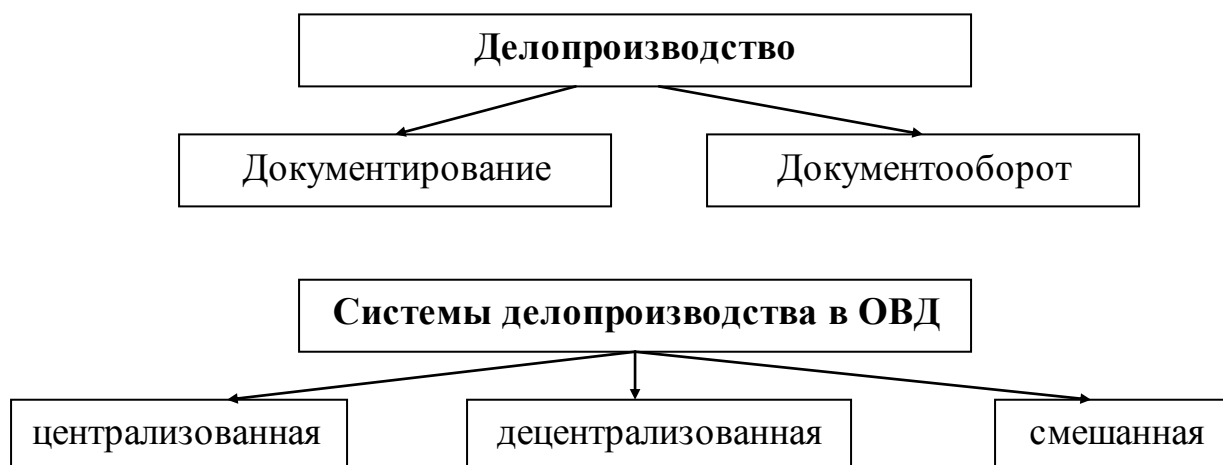 Делопроизводство
Документирование
Документооборот
Системы делопроизводства в ОВД
централизованная
децентрализованная
смешанная